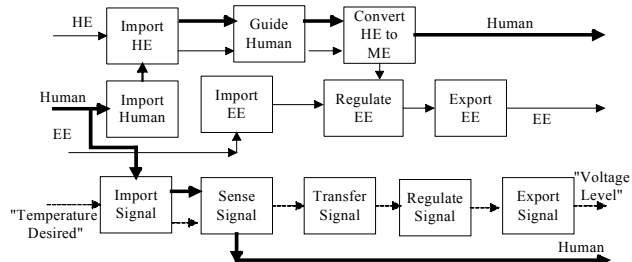 HE
Import
HE
Guide
Human
Convert
HE to
ME
Human
Human
Import
Human
EE
Import
EE
Regulate
EE
Export
EE
EE
"Temperature
Desired"
Import
Signal
Sense
Signal
Transfer
Signal
Regulate
Signal
Export
Signal
"Voltage
Level"
Human